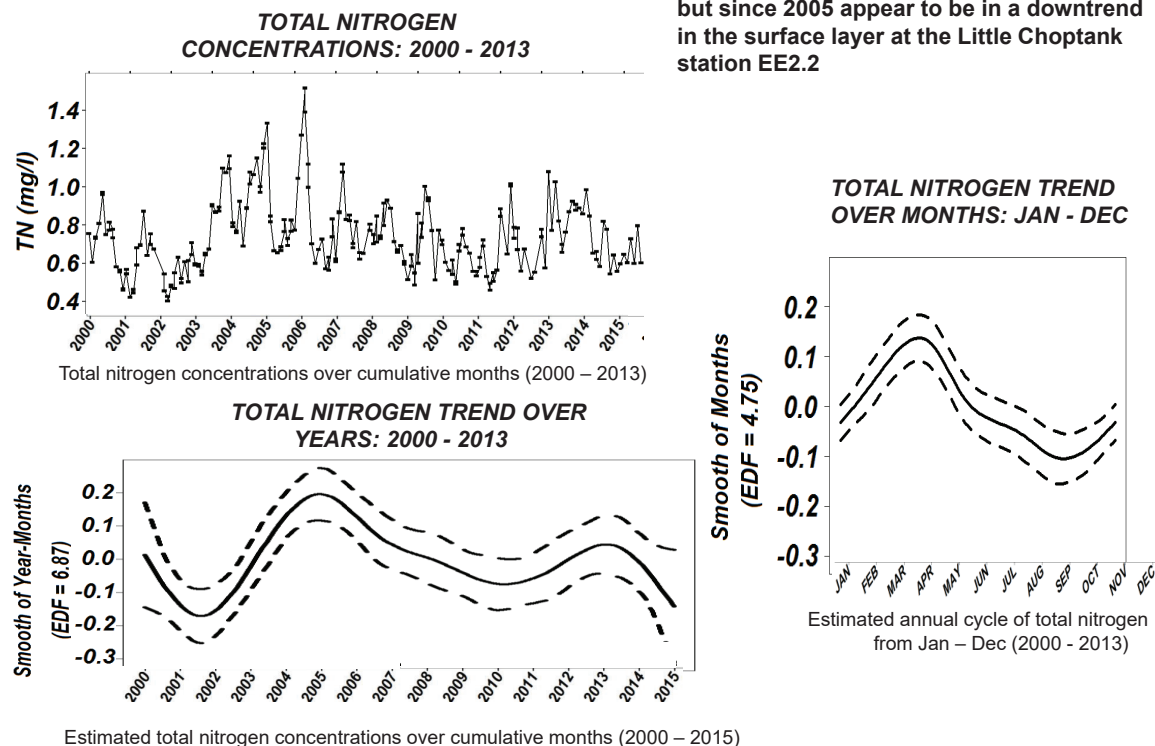 but since 2005 appear to be in a downtrend
in the surface layer at the Little Choptank
station EE2.2
TOTAL NITROGEN
CONCENTRATIONS: 2000 - 2013
TN (mg/l)
1.4
1.2
1.0
0.8
0.6
0.4
2000 2001 2002 2003 2004 2005 2006 2007 2008 2009 2010 2011 2012 2013 2014 2015
Total nitrogen concentrations over cumulative months (2000 – 2013)
TOTAL NITROGEN TREND OVER
YEARS: 2000 - 2013
Smooth of Year-Months
(EDF = 6.87)
0.2
0.1
0.0
-0.1
-0.2
-0.3
2000 2001 2002 2003 2004 2005 2006 2007 2008 2009 2010 2011 2012 2013 2014 2015
Estimated total nitrogen concentrations over cumulative months (2000 – 2015)
TOTAL NITROGEN TREND
OVER MONTHS: JAN - DEC
Smooth of Months
(EDF = 4.75)
0.2
0.1
0.0
-0.1
-0.2
-0.3
JAN FEB MAR APR MAY JUN JUL AUG SEP OCT NOV DEC
Estimated annual cycle of total nitrogen
from Jan – Dec (2000 - 2013)